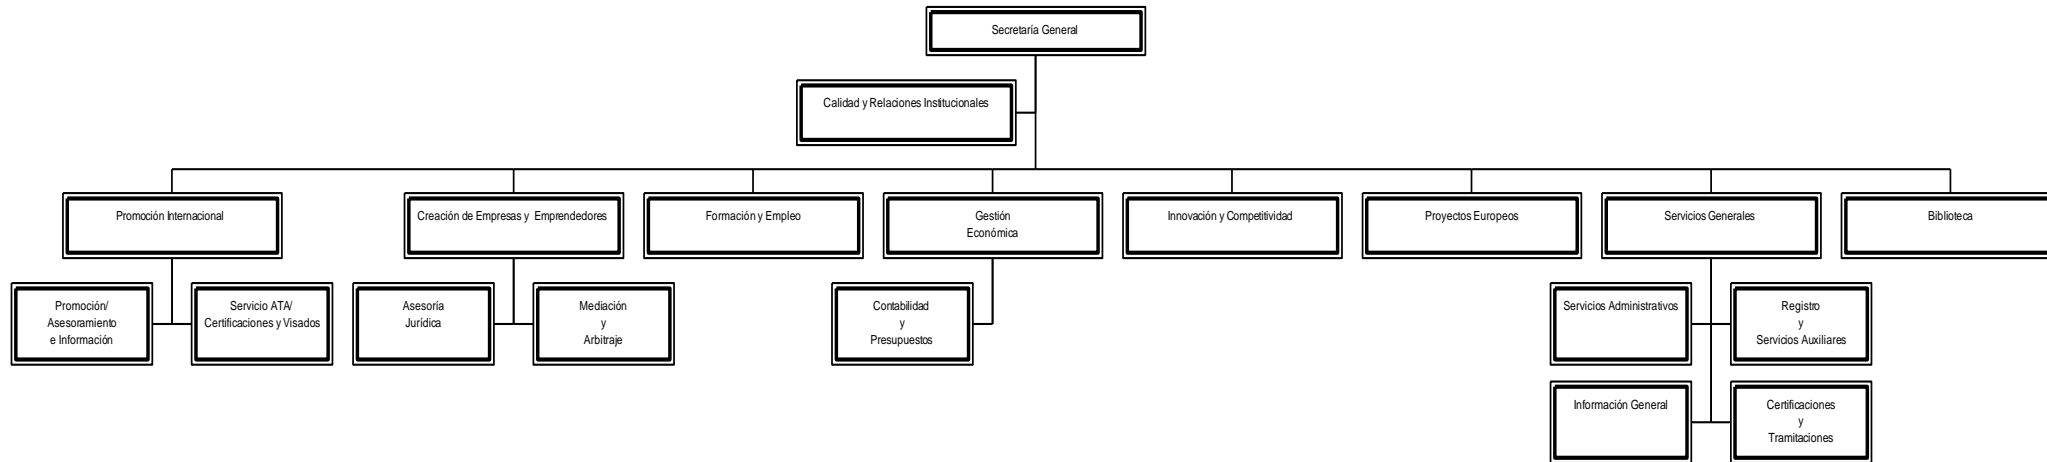 Secretaría General
Calidad y Relaciones Institucionales
Promoción Internacional
Creación de Empresas y Emprendedores
Formación y Empleo
Gestión
Económica
Innovación y Competitividad
Proyectos Europeos
Servicios Generales
Biblioteca
Promoción/
Asesoramiento
e Información
Servicio ATA/
Certificaciones y Visados
Asesoría
Jurídica
Mediación
y
Arbitraje
Contabilidad
y
Presupuestos
Servicios Administrativos
Registro
y
Servicios Auxiliares
Información General
Certificaciones
y
Tramitaciones